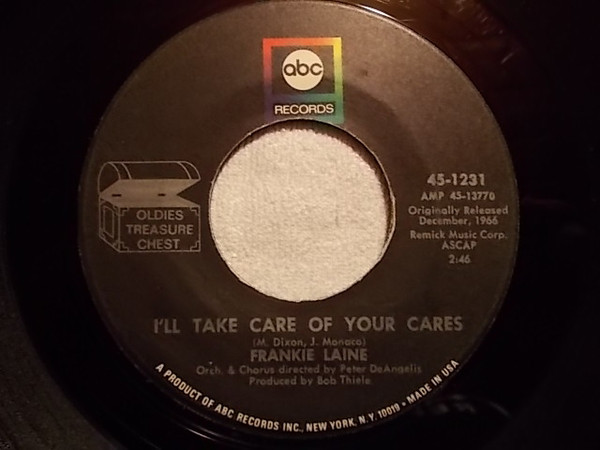 abc
RECORDS
OLDIES
TREASURE
CHEST
45-1231
AMP 45-13770
Originally Released
December, 1966
Remick Music Corp.
ASCAP
2:46
I'LL TAKE CARE OF YOUR CARES
(M. Dixon, J. Monaco)
FRANKIE LAINE
Orch. & Chorus directed by Peter DeAngelis
Produced by Bob Thiele
A PRODUCT OF ABC RECORDS INC., NEW YORK, N.Y. 10019 • MADE IN USA